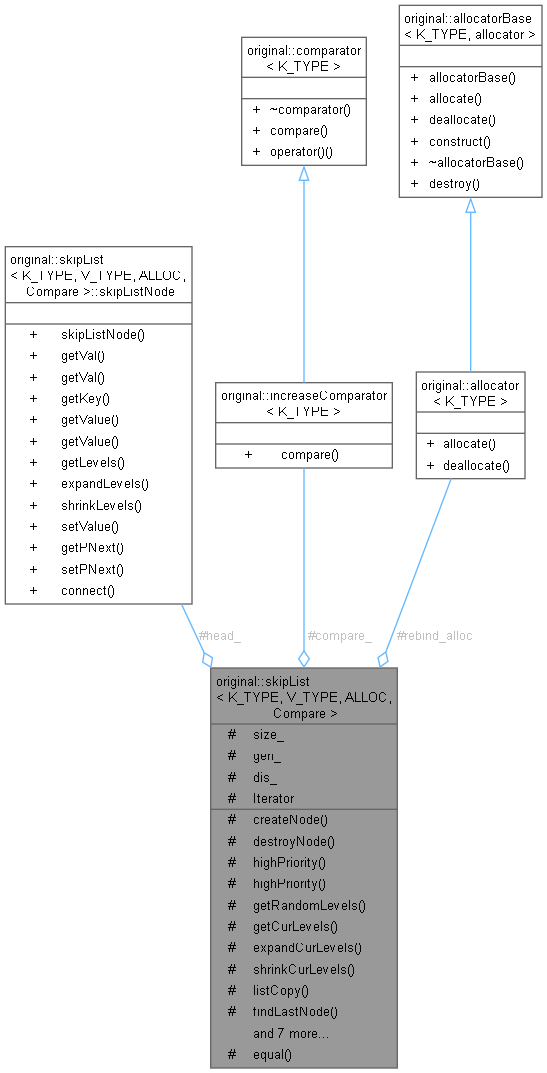 original::allocatorBase
< K_TYPE, allocator >
+ allocatorBase()
+ allocate()
+ deallocate()
+ construct()
+ ~allocatorBase()
+ destroy()
original::comparator
< K_TYPE >
+ ~comparator()
+ compare()
+ operator()()
original::skipList
< K_TYPE, V_TYPE, ALLOC,
Compare >::skipListNode
+ skipListNode()
+ getVal()
+ getVal()
+ getKey()
+ getValue()
+ getValue()
+ getLevels()
+ expandLevels()
+ shrinkLevels()
+ setValue()
+ getPNext()
+ setPNext()
+ connect()
original::increaseComparator
< K_TYPE >
+ compare()
original::allocator
< K_TYPE >
+ allocate()
+ deallocate()
#head_
#compare_
#rebind_alloc
original::skipList
< K_TYPE, V_TYPE, ALLOC,
Compare >
# size_
# gen_
# dis_
# Iterator
# createNode()
# destroyNode()
# highPriority()
# highPriority()
# getRandomLevels()
# getCurLevels()
# expandCurLevels()
# shrinkCurLevels()
# listCopy()
# findLastNode()
and 7 more...
# equal()